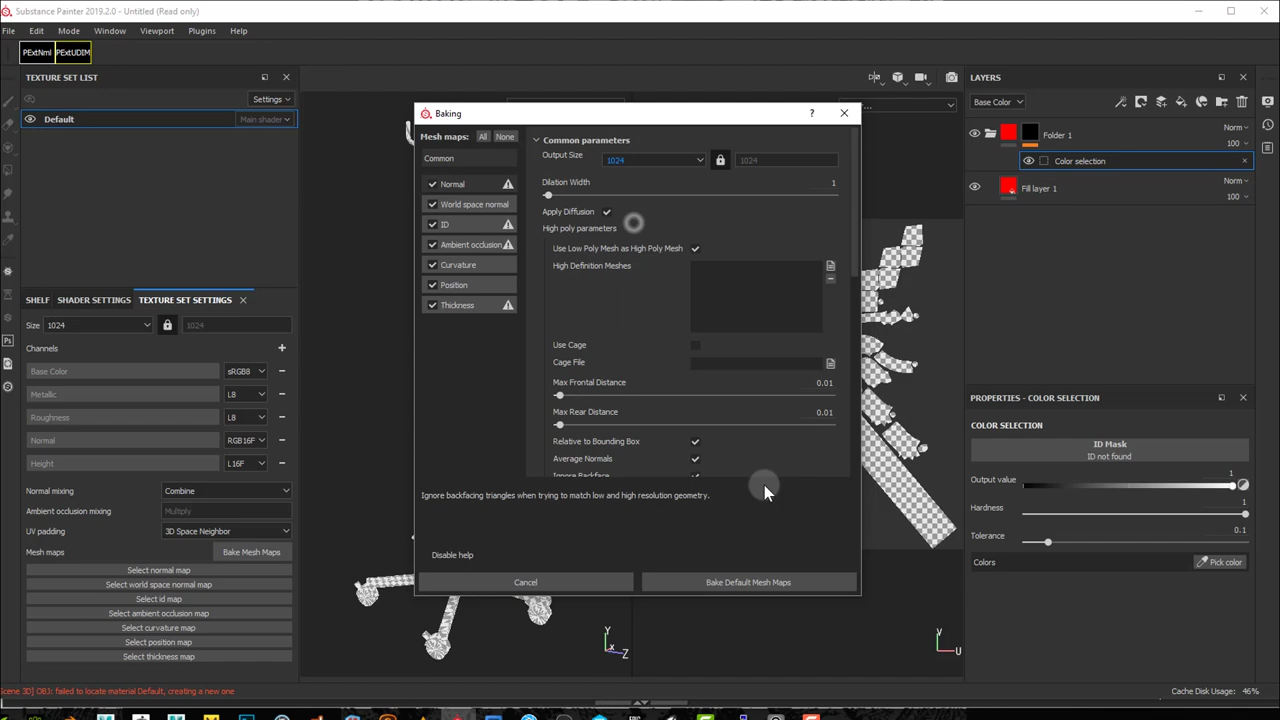 Substance Painter 2019.2.0 - Untitled (Read only)
File Edit Mode Window Viewport Plugins Help
PExtNml PExtUDIM
TEXTURE SET LIST
Settings
Default
Main shader
SHELF SHADER SETTINGS TEXTURE SET SETTINGS
Size 1024 1024
Channels
Base Color sRGB8
Metallic L8
Roughness L8
Normal RGB16F
Height L16F
Normal mixing Combine
Ambient occlusion mixing Multiply
UV padding 3D Space Neighbor
Mesh maps Bake Mesh Maps
Select normal map
Select world space normal map
Select id map
Select ambient occlusion map
Select curvature map
Select position map
Select thickness map
Baking
?
Mesh maps: All None
Common
Normal
World space normal
ID
Ambient occlusion
Curvature
Position
Thickness
Common parameters
Output Size 1024 1024
Dilation Width 1
Apply Diffusion
High poly parameters
Use Low Poly Mesh as High Poly Mesh
High Definition Meshes
Use Cage
Cage File
Max Frontal Distance 0.01
Max Rear Distance 0.01
Relative to Bounding Box
Average Normals
Ignore Backface
Ignore backfacing triangles when trying to match low and high resolution geometry.
Disable help
Cancel Bake Default Mesh Maps
Y
X
Z
V
U
LAYERS
Base Color
Folder 1
Norm
100
Color selection
Fill layer 1
Norm
100
PROPERTIES - COLOR SELECTION
COLOR SELECTION
ID Mask
ID not found
Output value 1
Hardness 1
Tolerance 0.1
Colors Pick color
Scene 3D] OBJ: failed to locate material Default, creating a new one
Cache Disk Usage: 46%